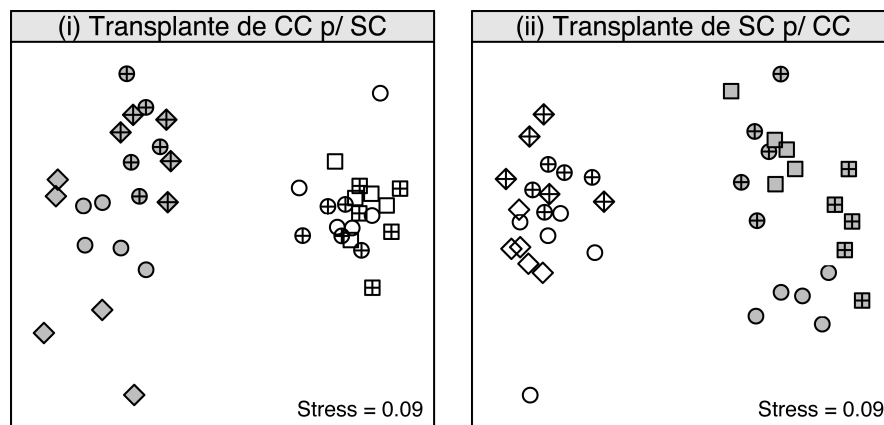 (i) Transplante de CC p/ SC
(ii) Transplante de SC p/ CC
Stress = 0.09
Stress = 0.09